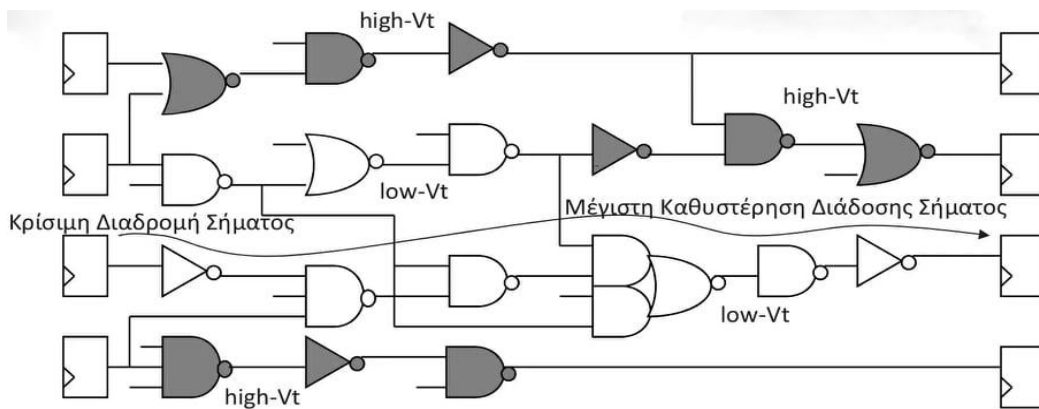 high-Vt
high-Vt
low-Vt
Κρίσιμη Διαδρομή Σήματος
Μέγιστη Καθυστέρηση Διάδοσης Σήματος
low-Vt
high-Vt